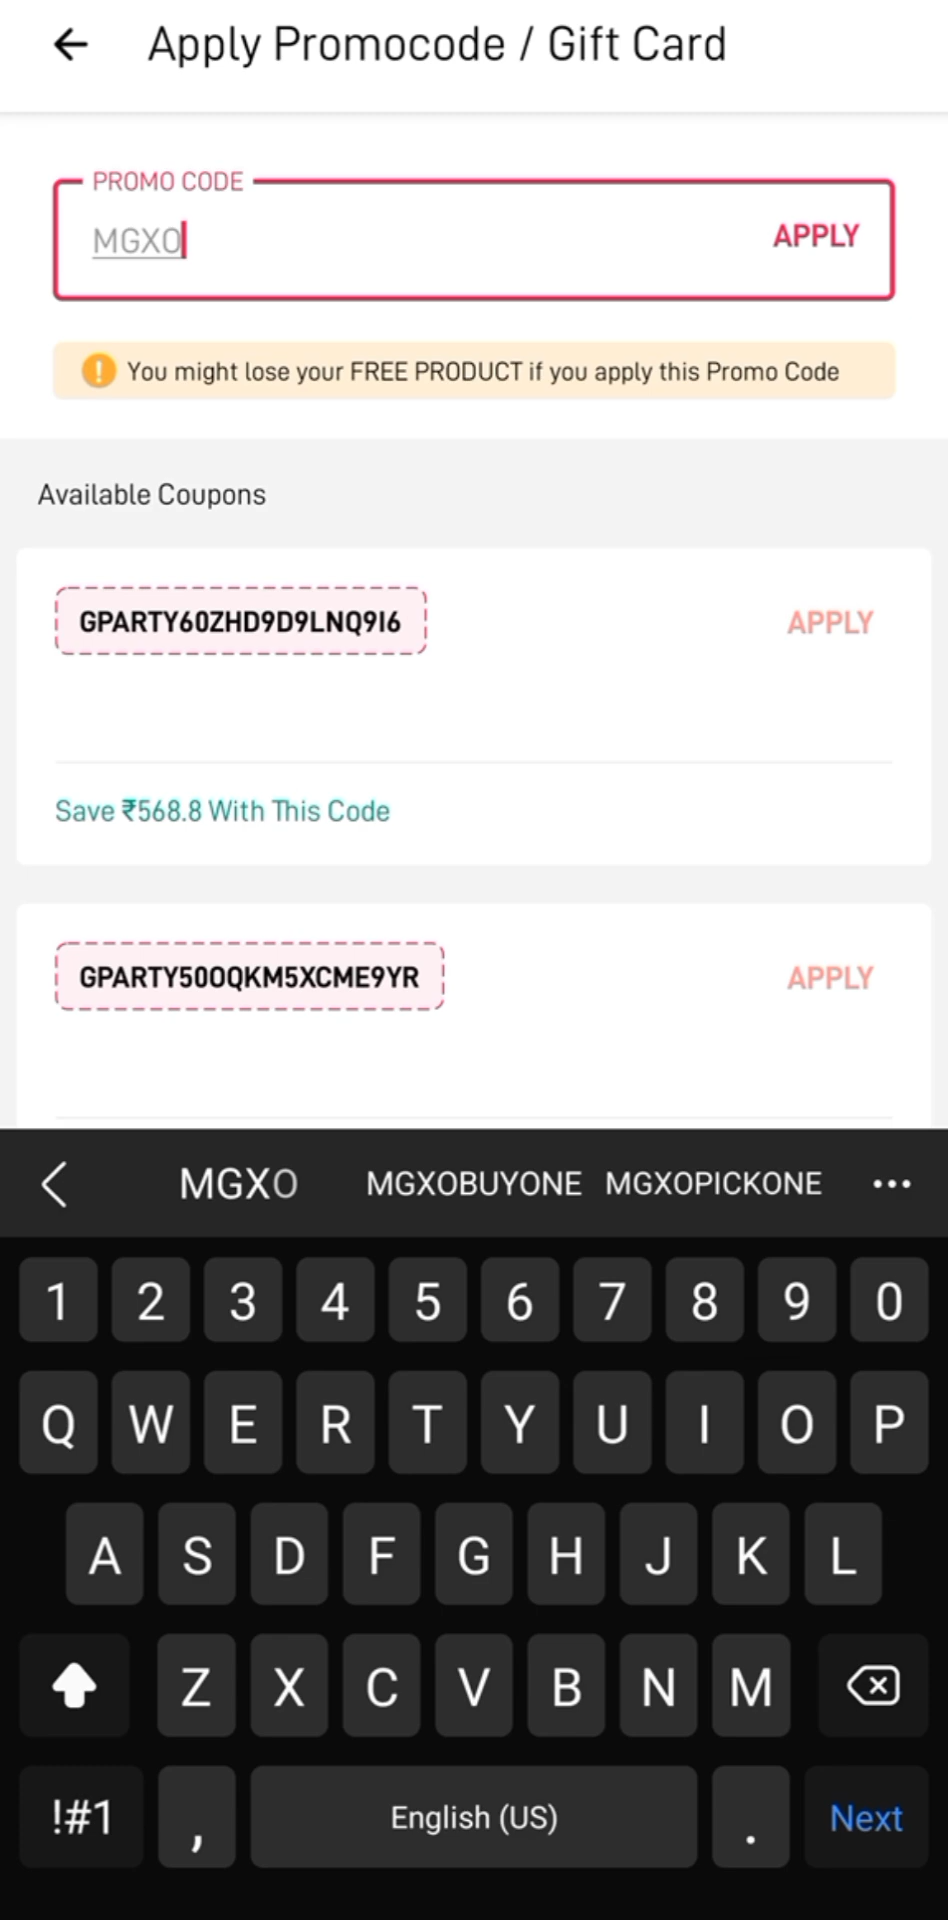 Apply Promocode / Gift Card
PROMO CODE
MGXO
APPLY
You might lose your FREE PRODUCT if you apply this Promo Code
Available Coupons
GPARTY60ZHD9D9LNQ9I6
APPLY
Save ₹568.8 With This Code
GPARTY50OQKM5XCME9YR
APPLY
MGXO MGXOBUYONE MGXOPICKONE
1 2 3 4 5 6 7 8 9 0
Q W E R T Y U I O P
A S D F G H J K L
Z X C V B N M
!#1 , English (US) . Next